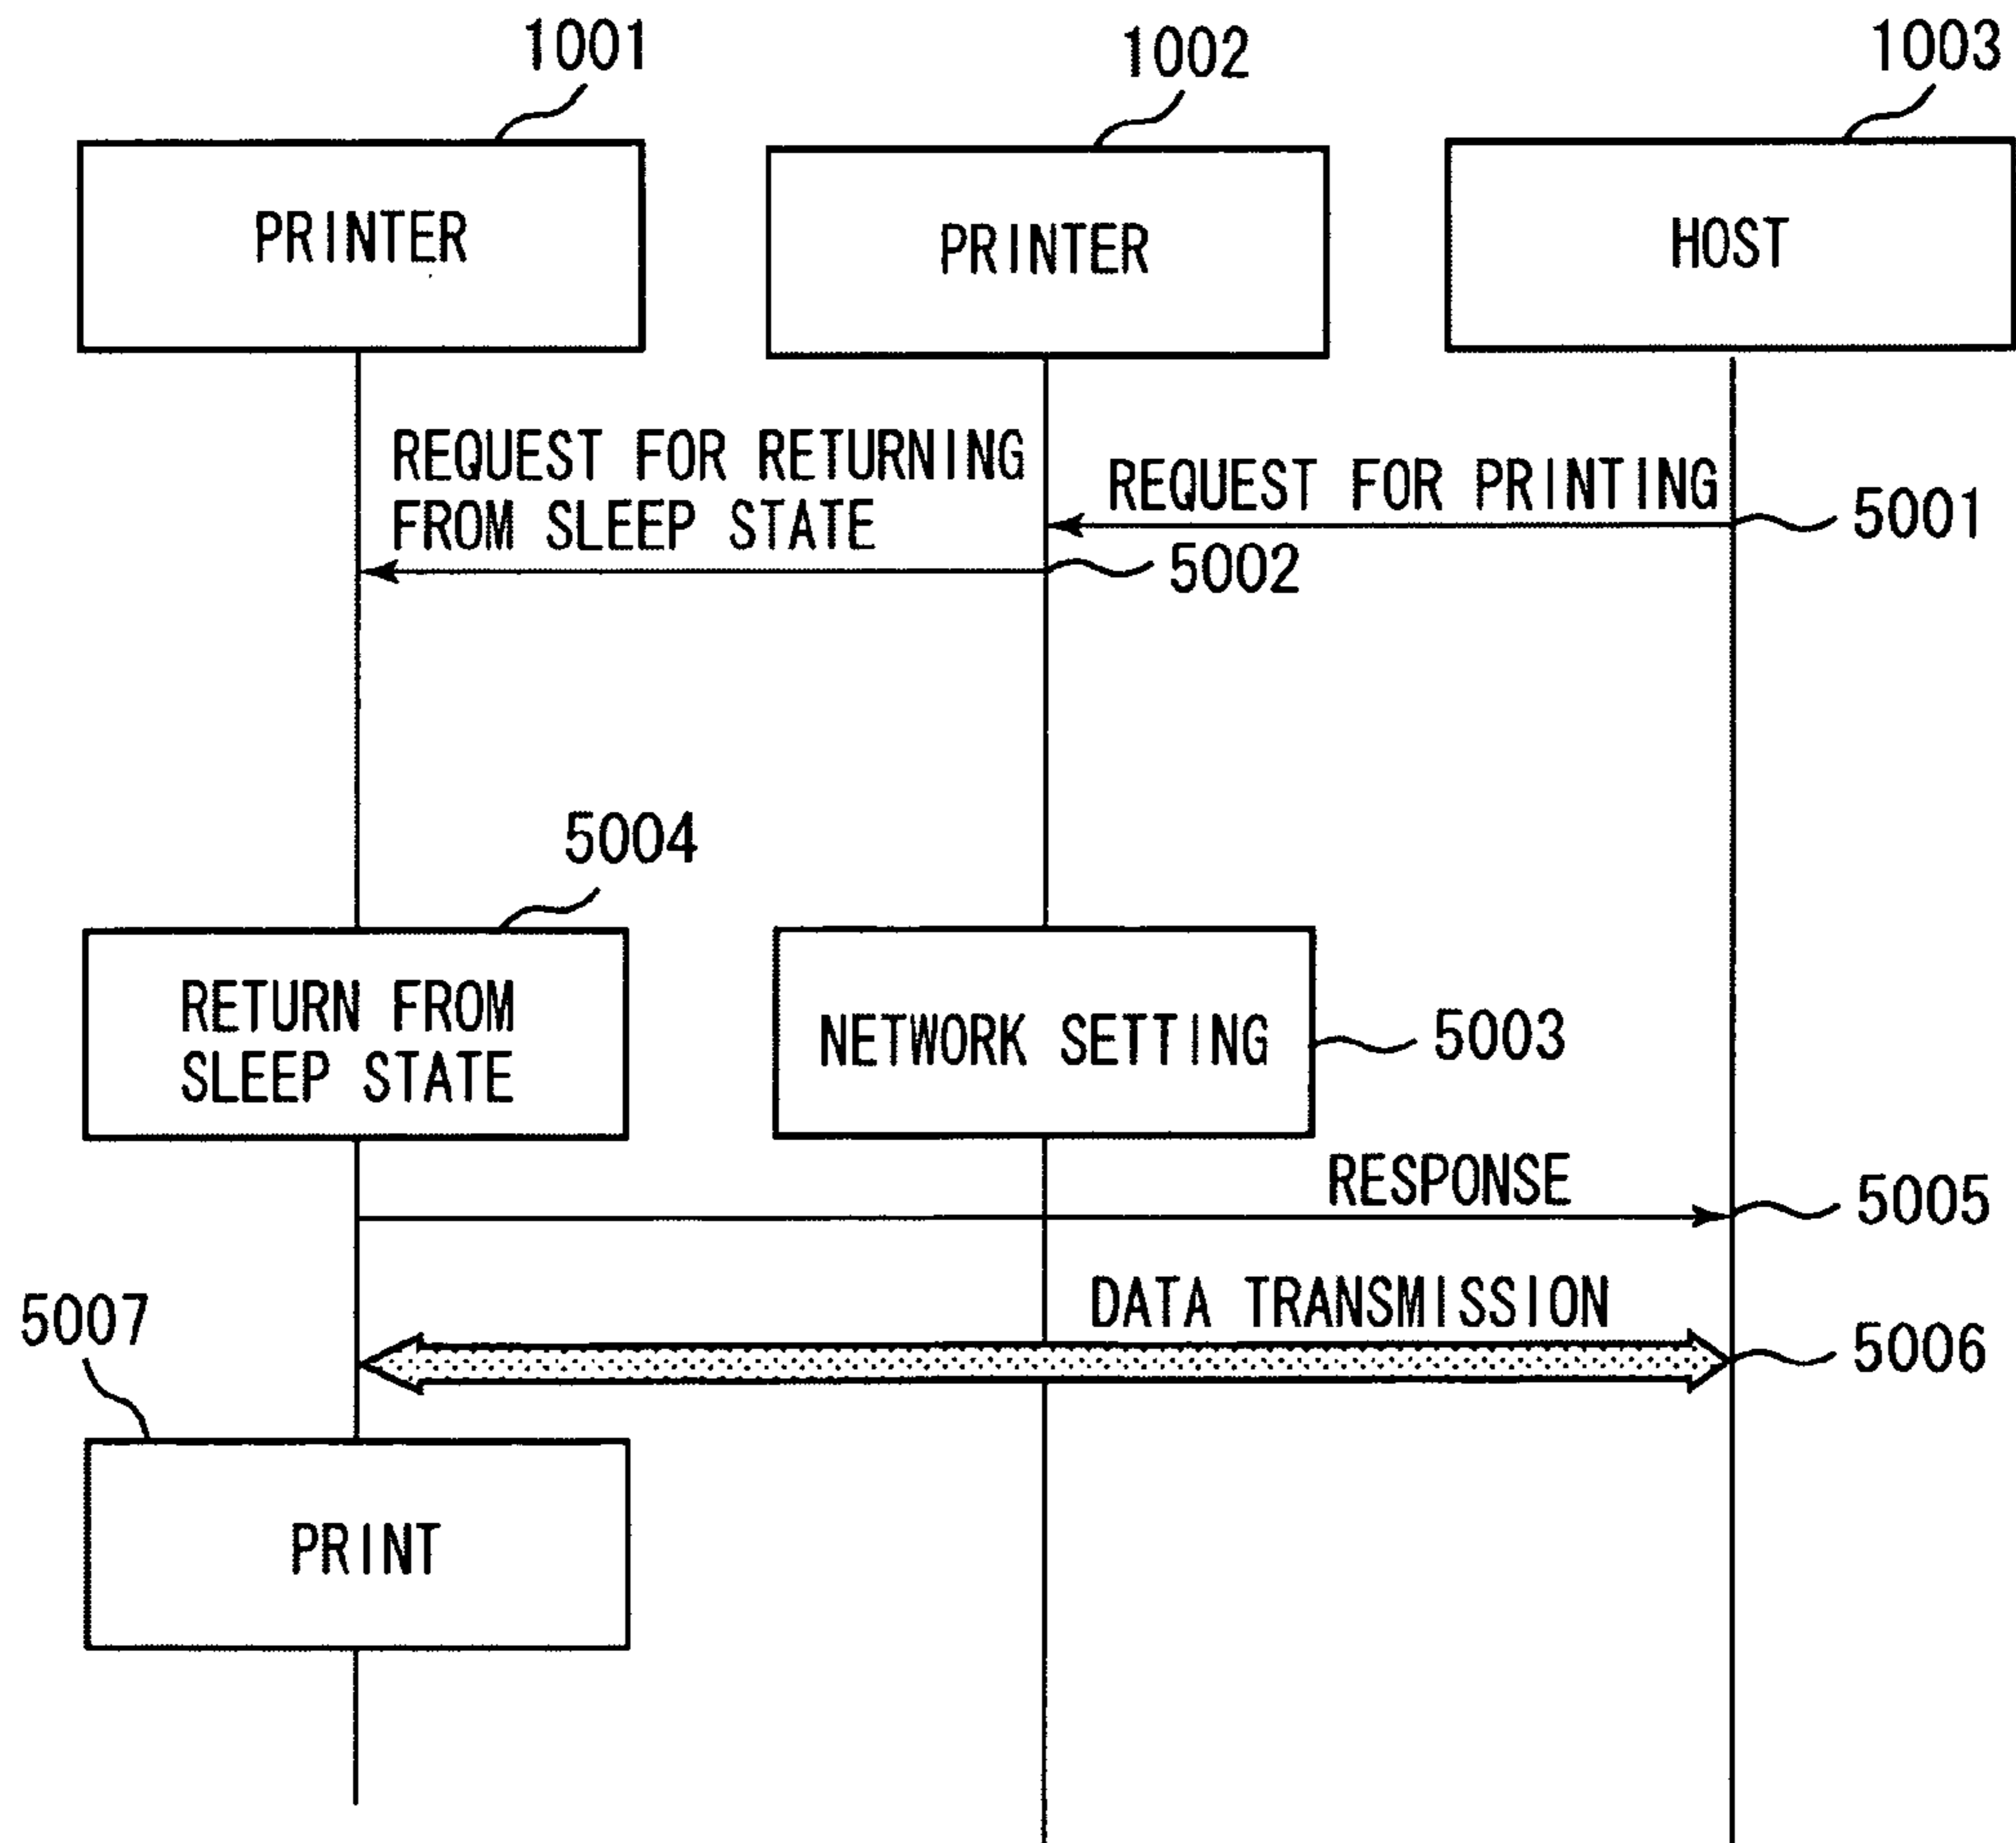 1001
1002
1003
PRINTER
PRINTER
HOST
REQUEST FOR RETURNING
FROM SLEEP STATE
REQUEST FOR PRINTING
5001
5002
5004
RETURN FROM
SLEEP STATE
NETWORK SETTING
5003
RESPONSE
5005
DATA TRANSMISSION
5006
5007
PRINT